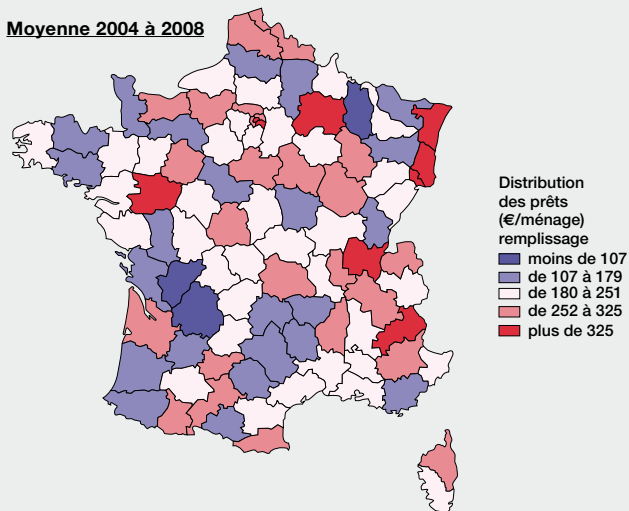 Moyenne 2004 à 2008
Distribution
des prêts
(€/ménage)
remplissage
moins de 107
de 107 à 179
de 180 à 251
de 252 à 325
plus de 325